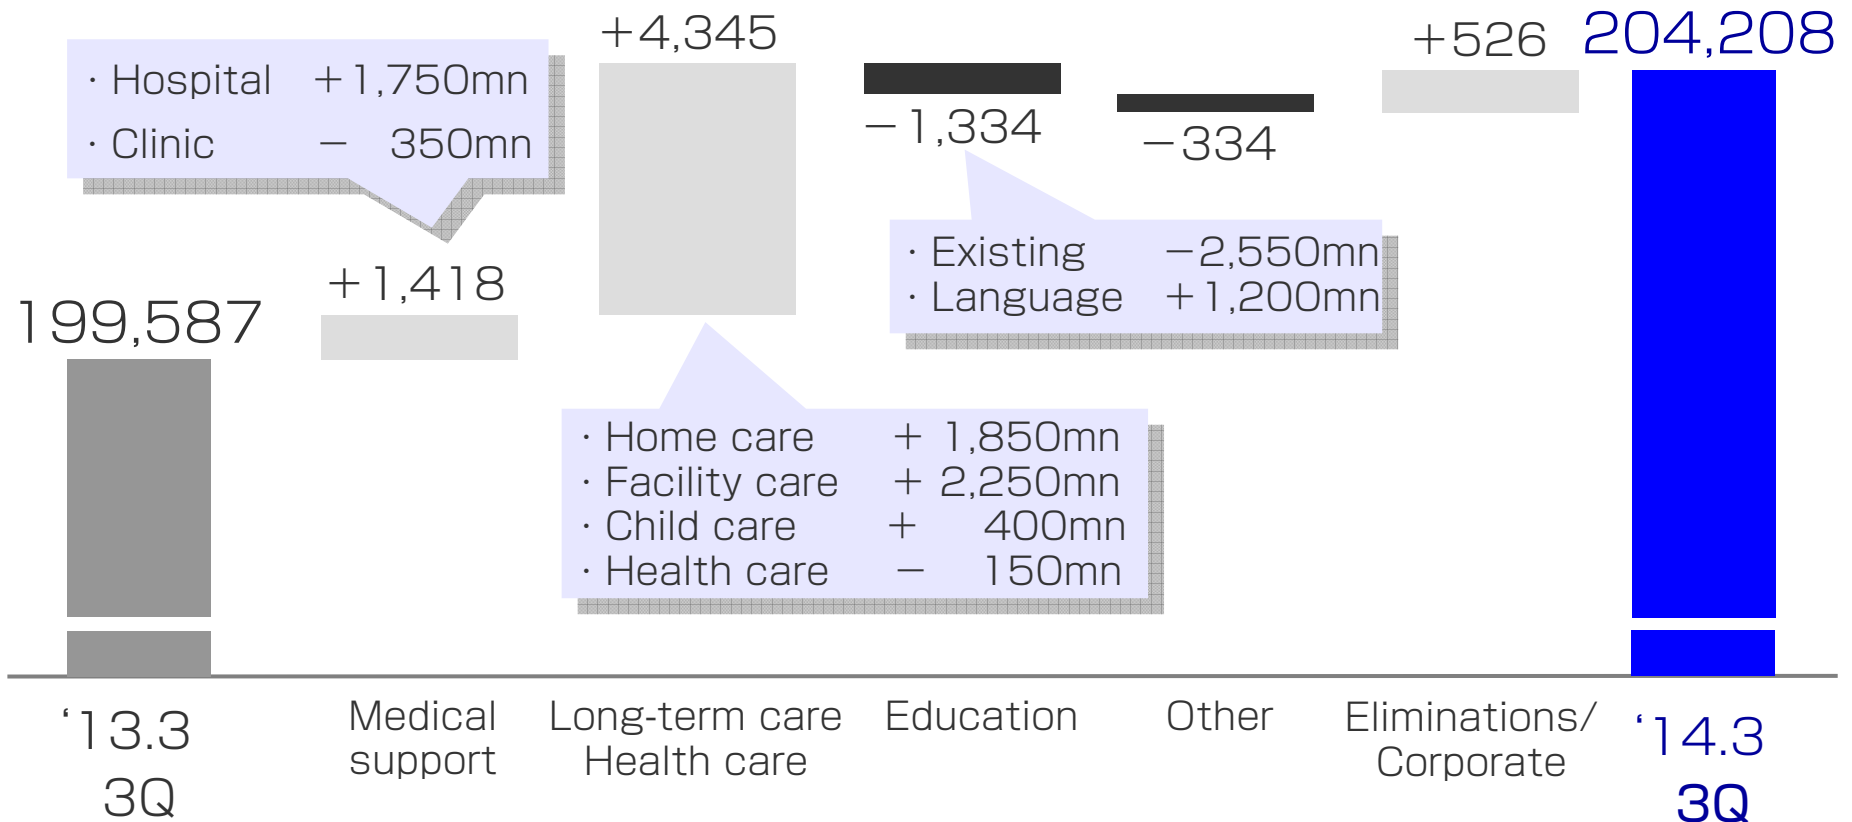 +4,345
+526
204,208
· Hospital +1,750mn
· Clinic − 350mn
−1,334
−334
· Existing −2,550mn
· Language +1,200mn
+1,418
199,587
· Home care + 1,850mn
· Facility care + 2,250mn
· Child care + 400mn
· Health care − 150mn
‘13.3
3Q
Medical
support
Long-term care
Health care
Education
Other
Eliminations/
Corporate
‘14.3
3Q